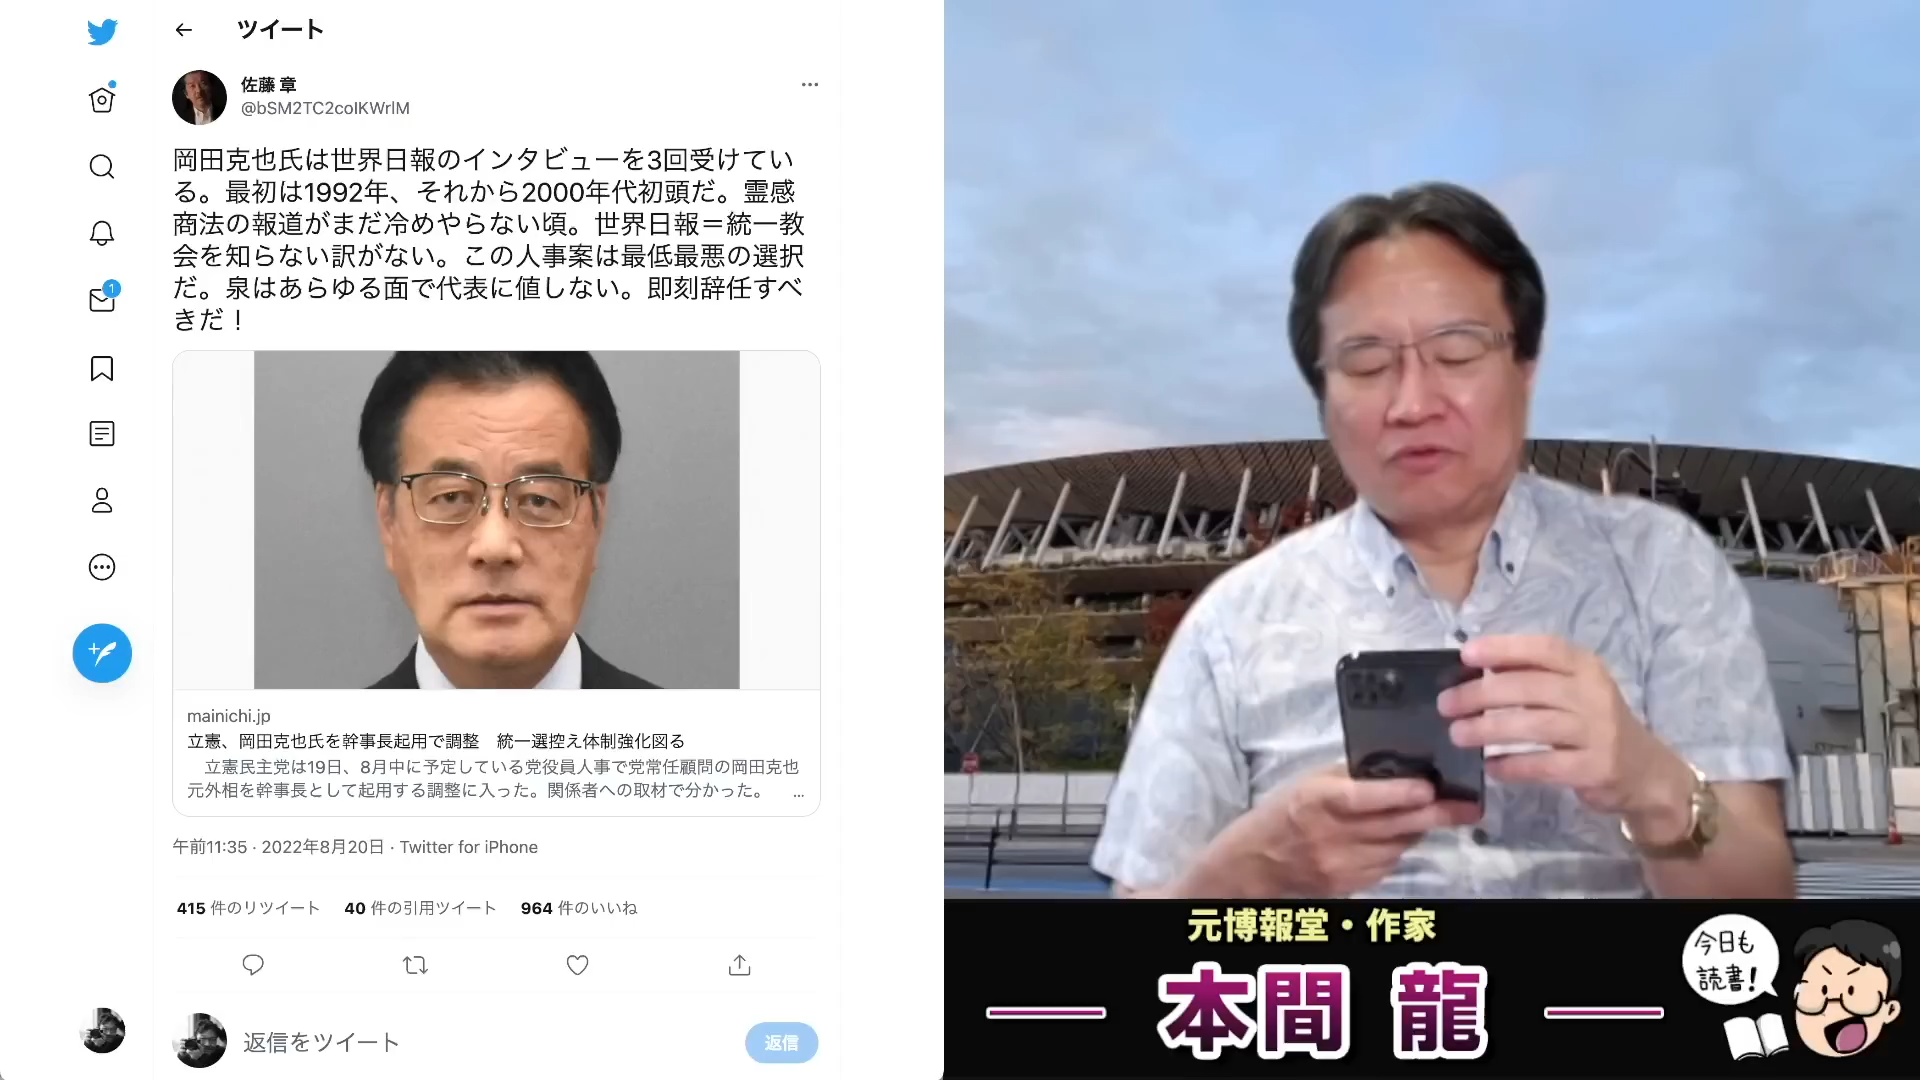 ツイート
佐藤 章
@bSM2TC2coIKWrlM
岡田克也氏は世界日報のインタビューを3回受けてい
る。最初は1992年、それから2000年代初頭だ。霊感
商法の報道がまだ冷めやらない頃。世界日報＝統一教
会を知らない訳がない。この人事案は最低最悪の選択
だ。泉はあらゆる面で代表に値しない。即刻辞任すべ
きだ！
1
mainichi.jp
立憲、岡田克也氏を幹事長起用で調整　統一選控え体制強化図る
立憲民主党は19日、8月中に予定している党役員人事で党常任顧問の岡田克也
元外相を幹事長として起用する調整に入った。関係者への取材で分かった。 …
午前11:35 · 2022年8月20日 · Twitter for iPhone
415 件のリツイート 40 件の引用ツイート 964 件のいいね
返信をツイート
返信
元博報堂・作家
本間 龍
今日も
読書!